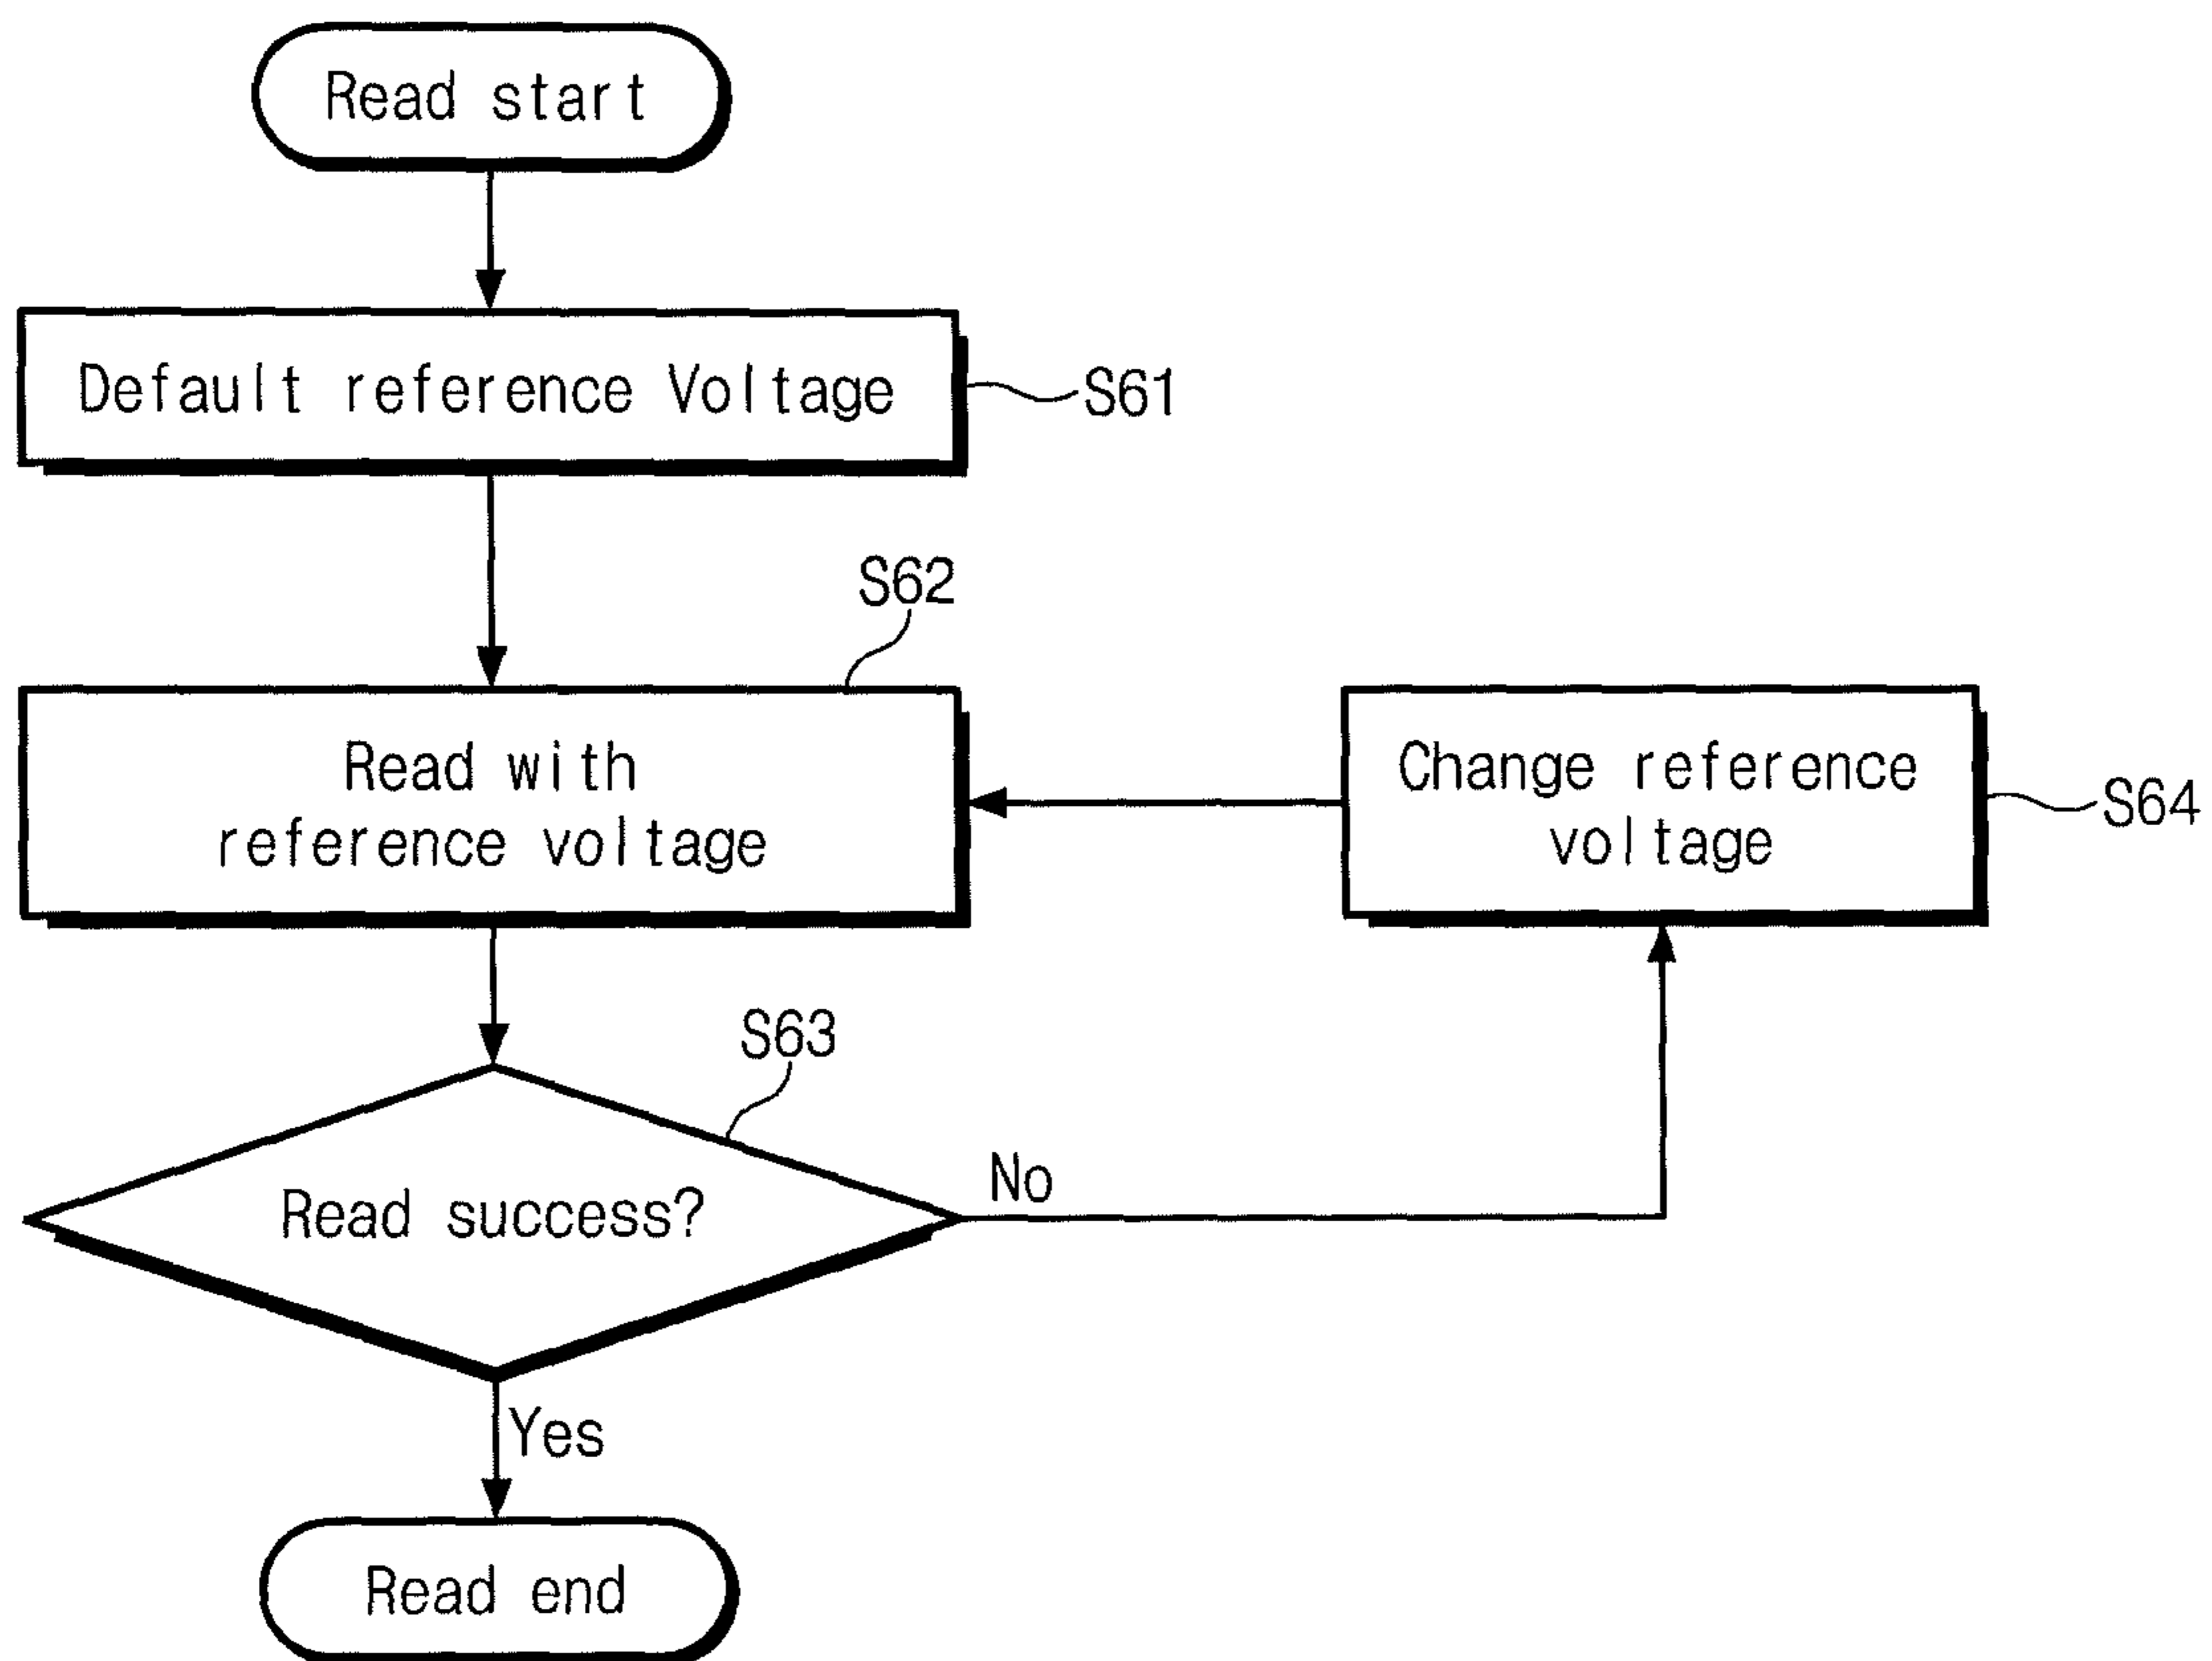 Read start
Default reference Voltage
S61
S62
Read with
reference voltage
Change reference
voltage
S64
S63
Read success?
No
Yes
Read end